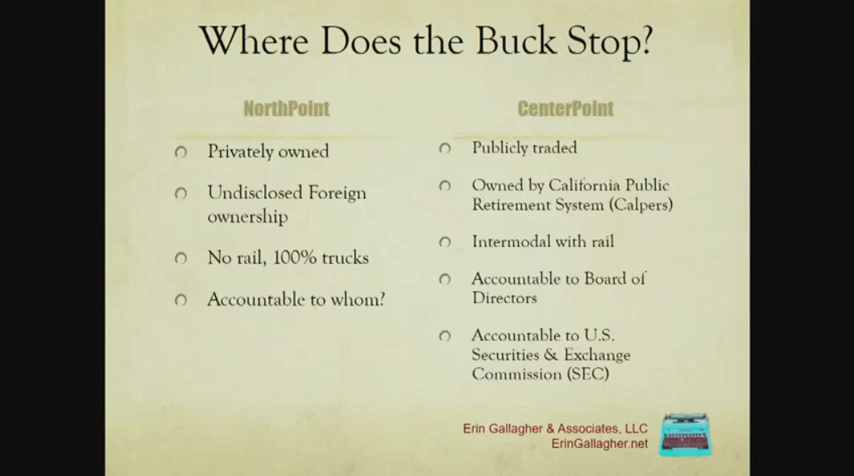 Where Does the Buck Stop?
NorthPoint
Privately owned
Undisclosed Foreign
ownership
No rail, 100% trucks
Accountable to whom?
CenterPoint
Publicly traded
Owned by California Public
Retirement System (Calpers)
Intermodal with rail
Accountable to Board of
Directors
Accountable to U.S.
Securities & Exchange
Commission (SEC)
Erin Gallagher & Associates, LLC
ErinGallagher.net